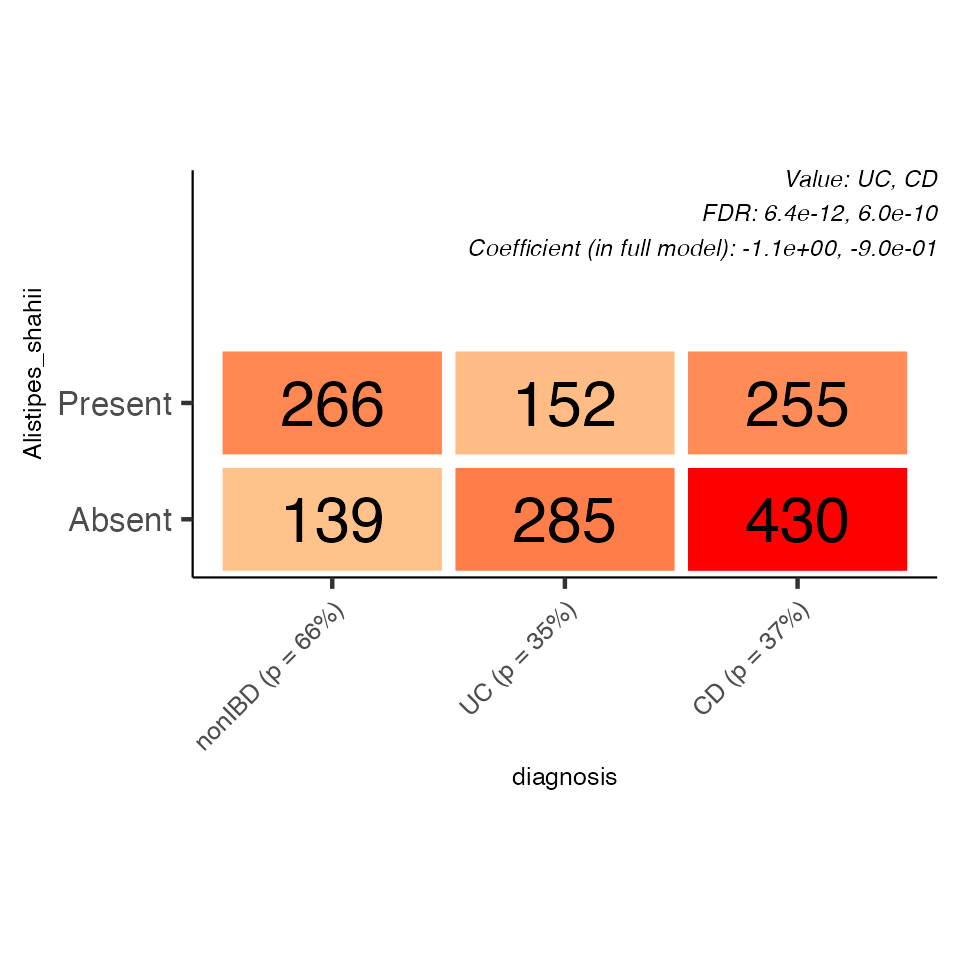 Value: UC, CD
FDR: 6.4e-12, 6.0e-10
Coefficient (in full model): -1.1e+00, -9.0e-01
Alistipes_shahii
Present
266
152
255
Absent
139
285
430
nonIBD (p = 66%)
UC (p = 35%)
CD (p = 37%)
diagnosis